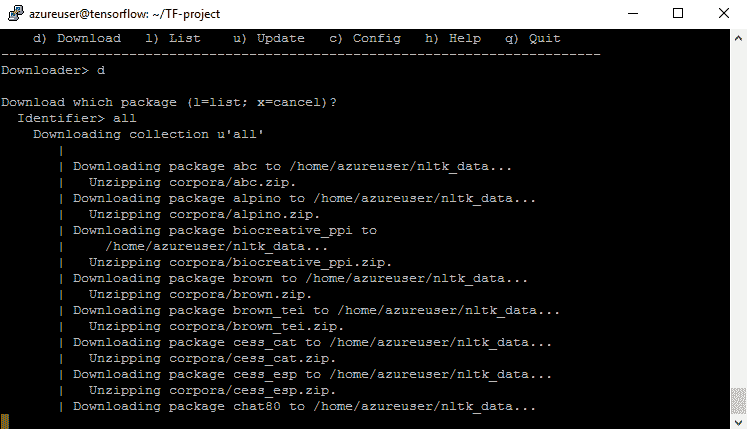 azureuser@tensorflow: ~/TF-project
d) Download   l) List    u) Update   c) Config   h) Help   q) Quit
---------------------------------------------------------------------------
Downloader> d
Download which package (l=list; x=cancel)?
  Identifier> all
    Downloading collection u'all'
       |
       | Downloading package abc to /home/azureuser/nltk_data...
       |   Unzipping corpora/abc.zip.
       | Downloading package alpino to /home/azureuser/nltk_data...
       |   Unzipping corpora/alpino.zip.
       | Downloading package biocreative_ppi to
       |     /home/azureuser/nltk_data...
       |   Unzipping corpora/biocreative_ppi.zip.
       | Downloading package brown to /home/azureuser/nltk_data...
       |   Unzipping corpora/brown.zip.
       | Downloading package brown_tei to /home/azureuser/nltk_data...
       |   Unzipping corpora/brown_tei.zip.
       | Downloading package cess_cat to /home/azureuser/nltk_data...
       |   Unzipping corpora/cess_cat.zip.
       | Downloading package cess_esp to /home/azureuser/nltk_data...
       |   Unzipping corpora/cess_esp.zip.
       | Downloading package chat80 to /home/azureuser/nltk_data...